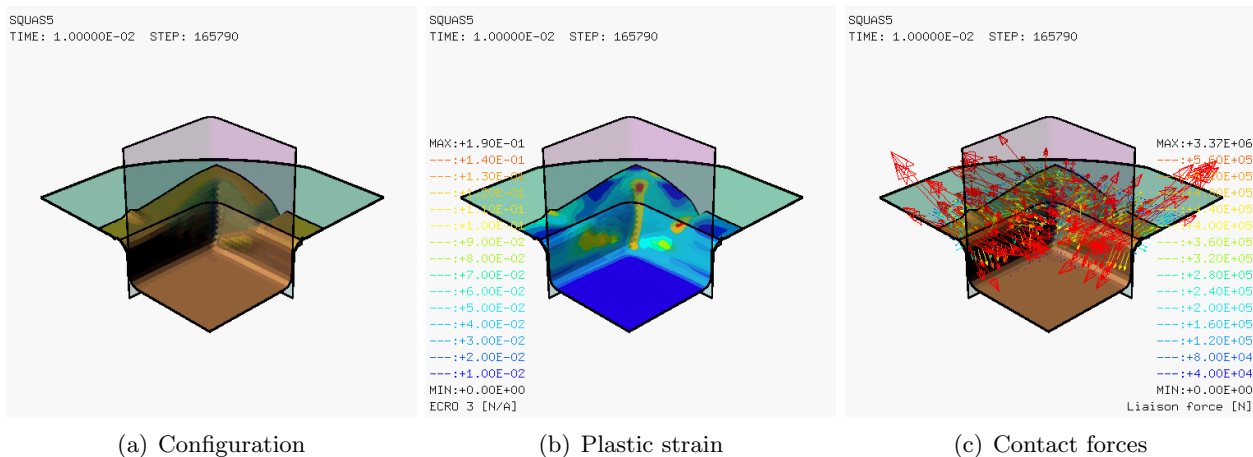 SQUAS5
TIME: 1.00000E-02 STEP: 165790
MAX:+1.90E-01
---:+1.40E-01
---:+1.30E-01
---:+1.10E-01
---:+1.00E-01
---:+9.00E-02
---:+8.00E-02
---:+7.00E-02
---:+6.00E-02
---:+5.00E-02
---:+4.00E-02
---:+3.00E-02
---:+2.00E-02
---:+1.00E-02
MIN:+0.00E+00
ECRO 3 [N/A]
SQUAS5
TIME: 1.00000E-02 STEP: 165790
SQUAS5
TIME: 1.00000E-02 STEP: 165790
MAX:+3.37E+06
---:+5.60E+05
---:+3.60E+05
---:+3.20E+05
---:+2.80E+05
---:+2.40E+05
---:+2.00E+05
---:+1.60E+05
---:+1.20E+05
---:+8.00E+04
---:+4.00E+04
MIN:+0.00E+00
Liaison force [N]
(a) Configuration
(b) Plastic strain
(c) Contact forces